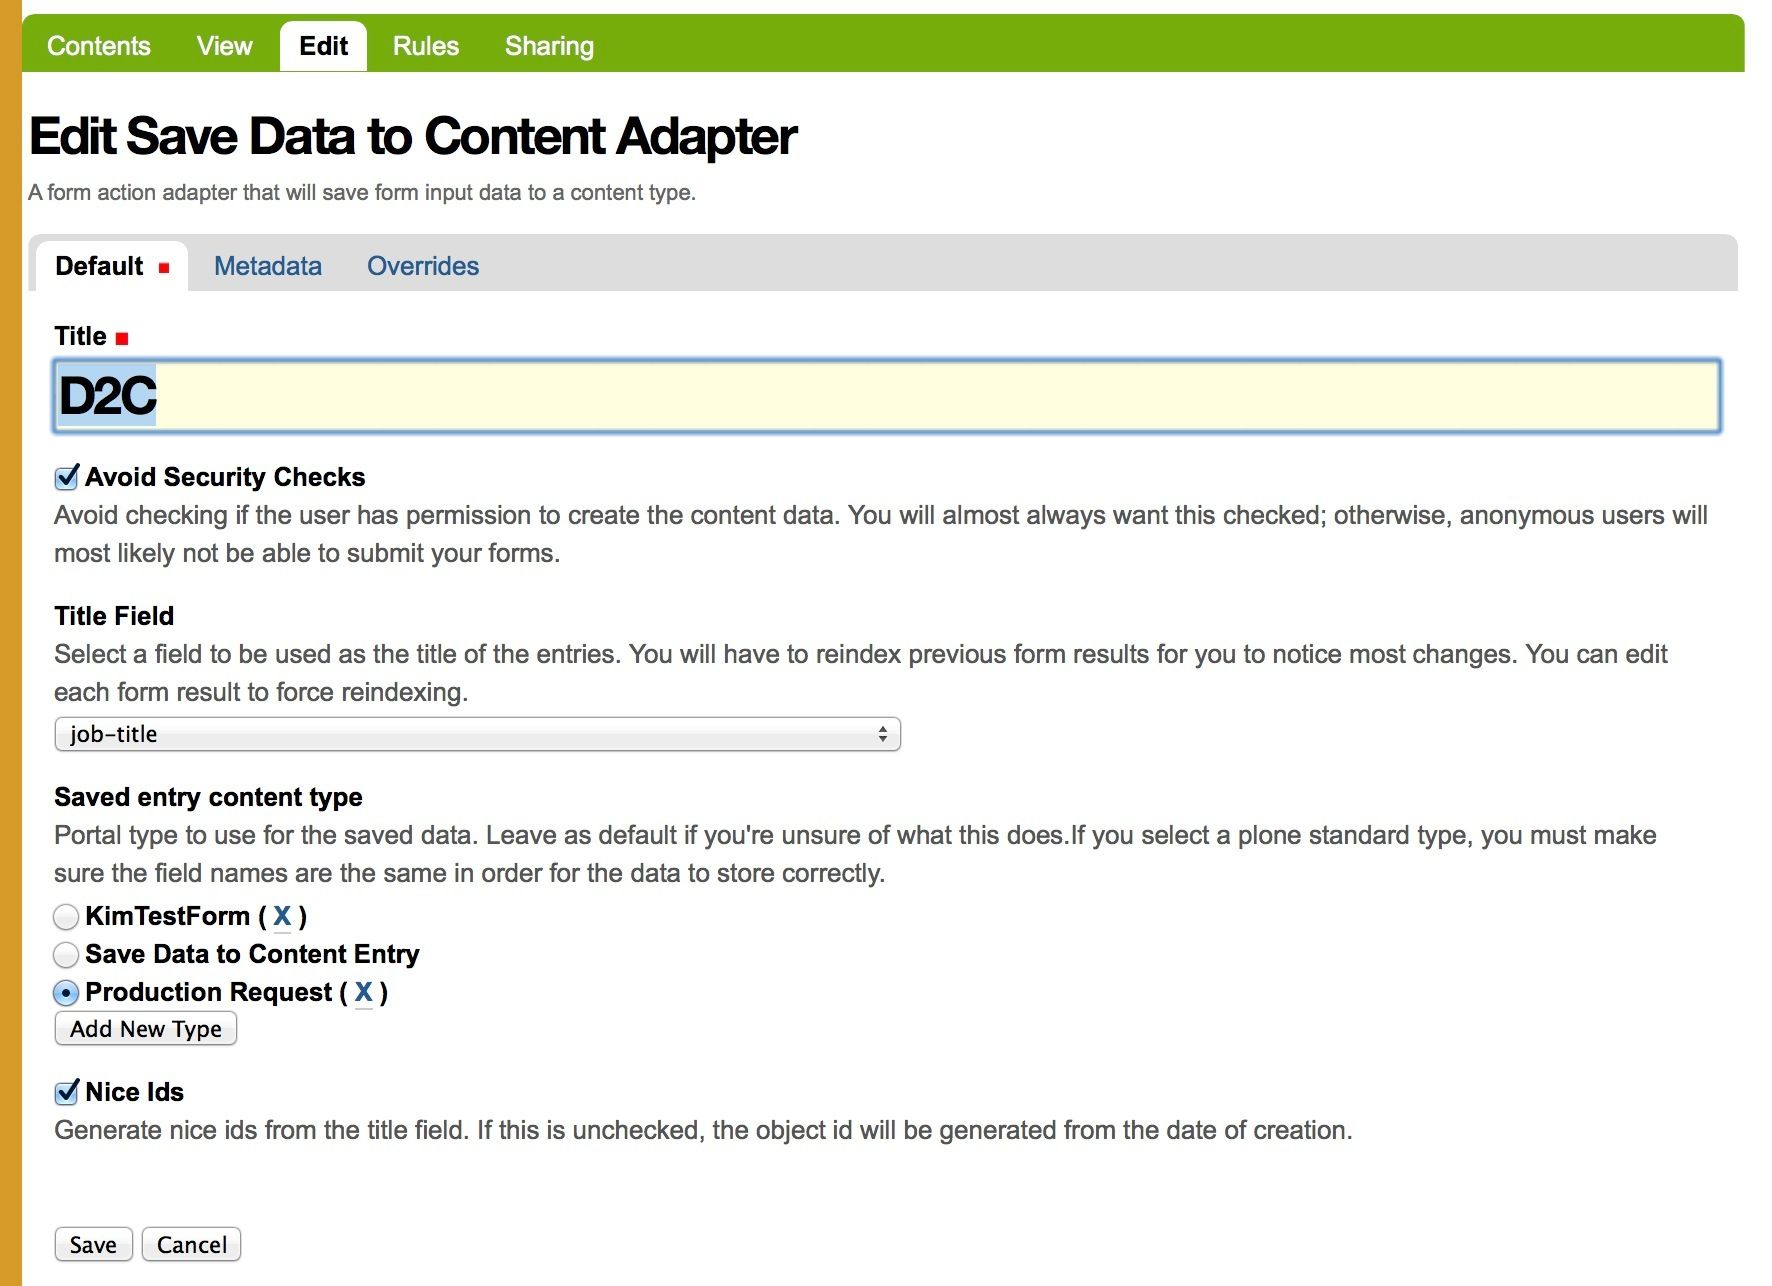 Contents View Edit Rules Sharing
Edit Save Data to Content Adapter
A form action adapter that will save form input data to a content type.
Default Metadata Overrides
Title
D2C
Avoid Security Checks
Avoid checking if the user has permission to create the content data. You will almost always want this checked; otherwise, anonymous users will
most likely not be able to submit your forms.
Title Field
Select a field to be used as the title of the entries. You will have to reindex previous form results for you to notice most changes. You can edit
each form result to force reindexing.
job-title
Saved entry content type
Portal type to use for the saved data. Leave as default if you're unsure of what this does.If you select a plone standard type, you must make
sure the field names are the same in order for the data to store correctly.
KimTestForm ( X )
Save Data to Content Entry
Production Request ( X )
Add New Type
Nice Ids
Generate nice ids from the title field. If this is unchecked, the object id will be generated from the date of creation.
Save Cancel